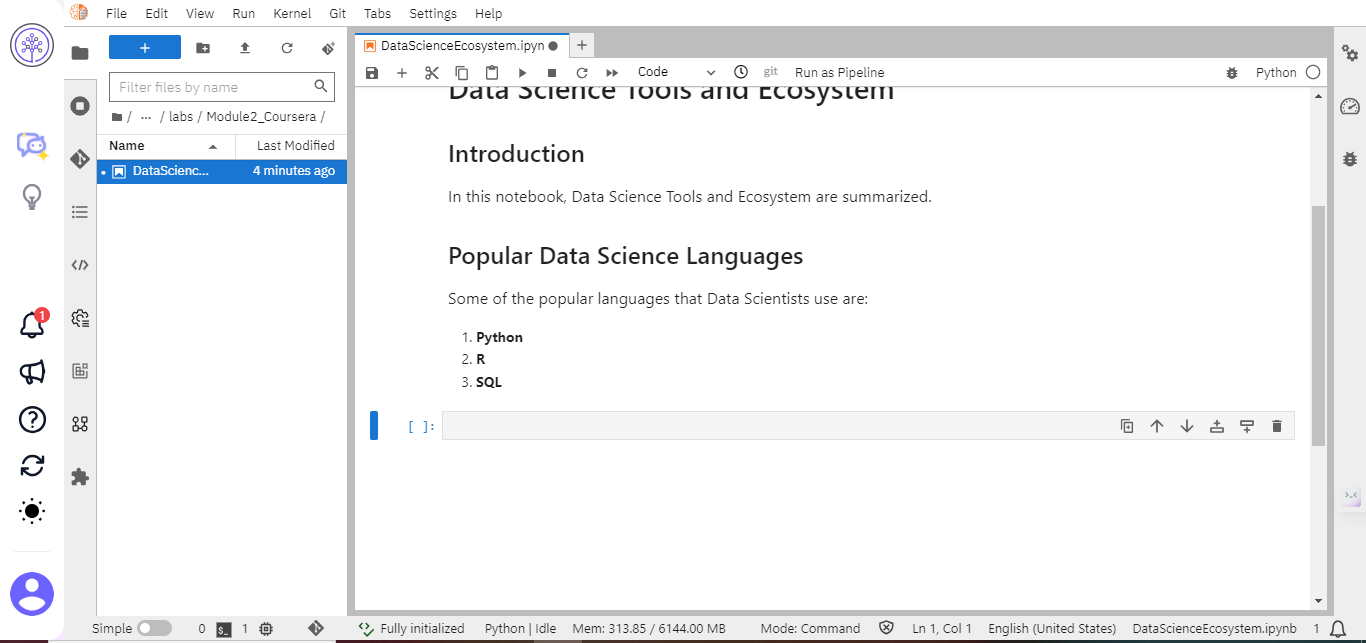 File Edit View Run Kernel Git Tabs Settings Help
+
Filter files by name
/ ... / labs / Module2_Coursera /
Name Last Modified
DataScienc... 4 minutes ago
1
DataScienceEcosystem.ipyn
Code git Run as Pipeline Python
Data Science Tools and Ecosystem
Introduction
In this notebook, Data Science Tools and Ecosystem are summarized.
Popular Data Science Languages
Some of the popular languages that Data Scientists use are:
1. Python
2. R
3. SQL
[ ]:
Simple 0 $_ 1 Fully initialized Python | Idle Mem: 313.85 / 6144.00 MB Mode: Command Ln 1, Col 1 English (United States) DataScienceEcosystem.ipynb 1